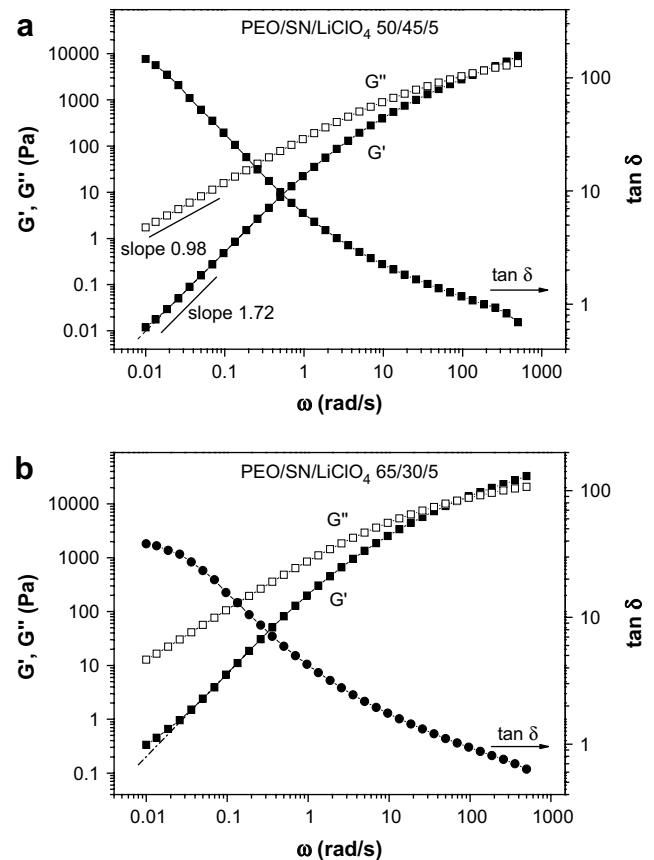 a
PEO/SN/LiClO₄ 50/45/5
10000
1000
100
10
1
0.1
0.01
G', G'' (Pa)
G''
G'
slope 0.98
slope 1.72
tan δ
100
10
1
tan δ
0.01 0.1 1 10 100 1000
ω (rad/s)
b
PEO/SN/LiClO₄ 65/30/5
10000
1000
100
10
1
0.1
G', G'' (Pa)
G''
G'
tan δ
100
10
1
tan δ
0.01 0.1 1 10 100 1000
ω (rad/s)